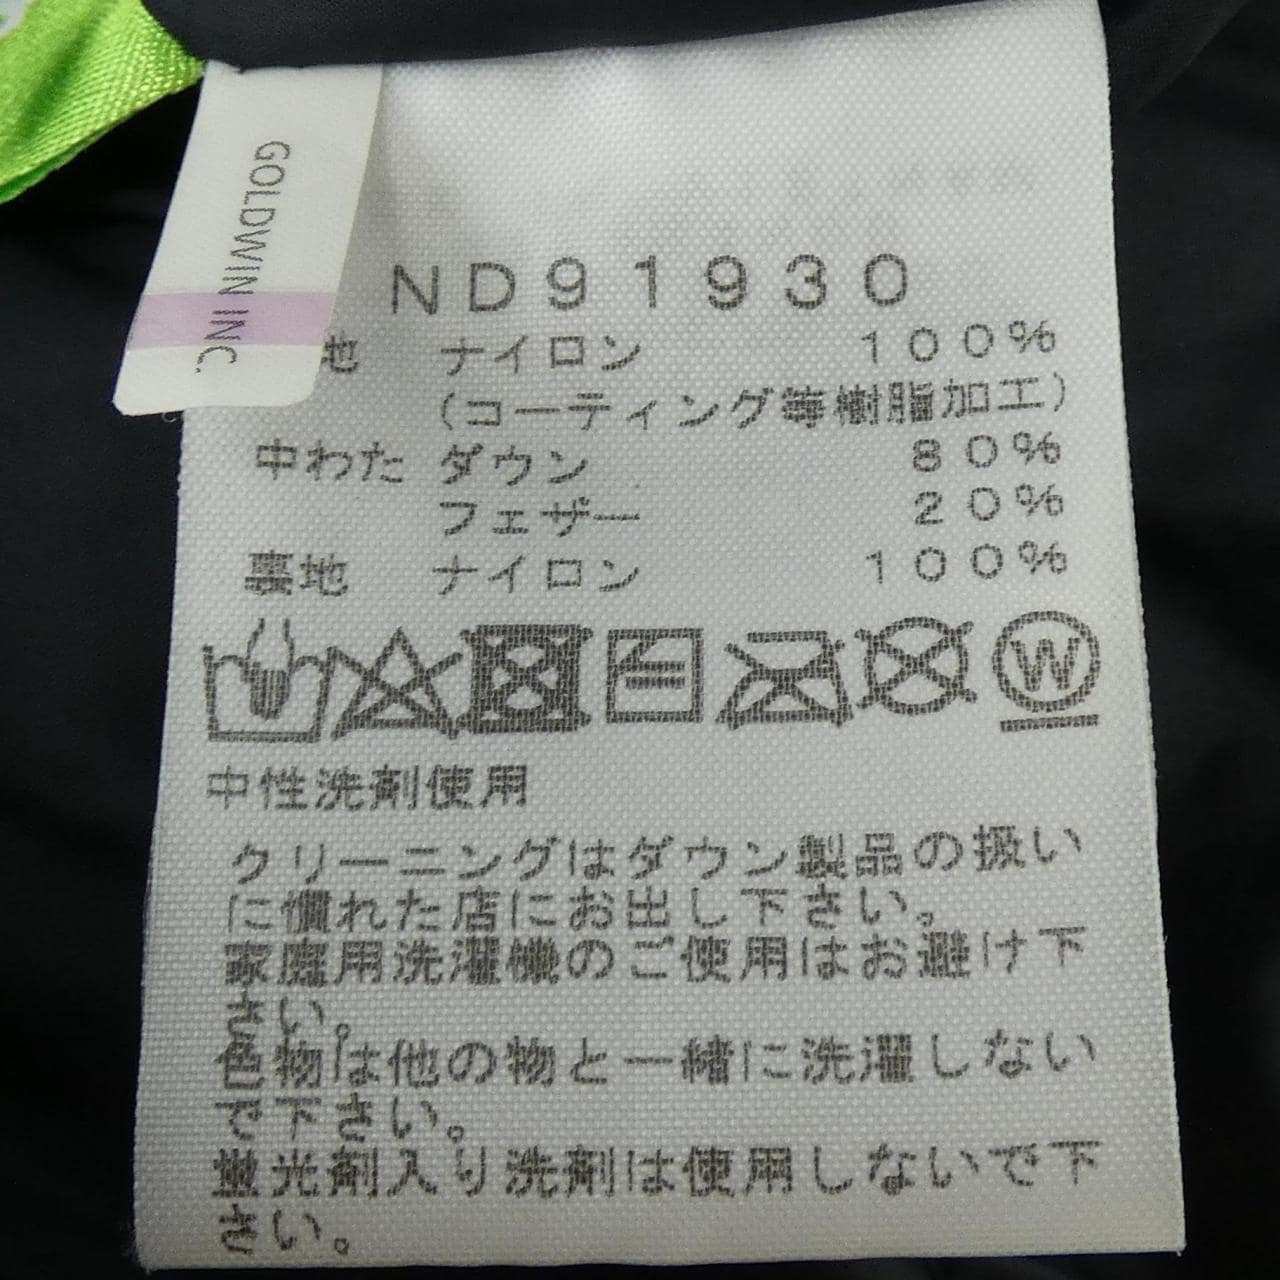 GOLDWIN INC.
ND91930
地 ナイロン 100%
(コーティング等樹脂加工)
中わた ダウン 80%
フェザー 20%
裏地 ナイロン 100%
W
中性洗剤使用
クリーニングはダウン製品の扱い
に慣れた店にお出し下さい。
家庭用洗濯機のご使用はお避け下
さい。
色物は他の物と一緒に洗濯しない
で下さい。
蛍光剤入り洗剤は使用しないで下
さい。